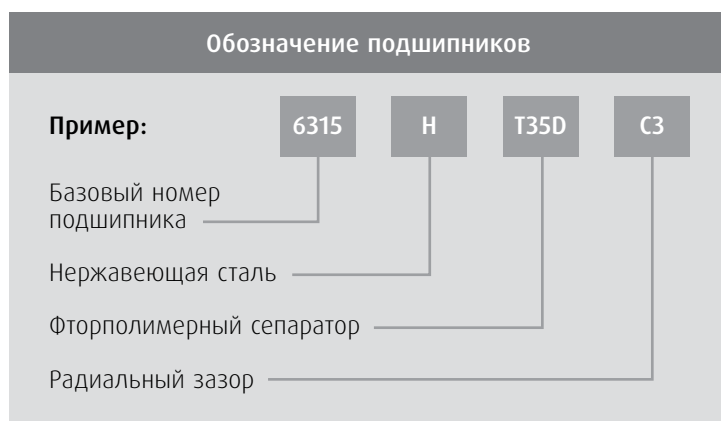 Обозначение подшипников
Пример: 6315 H T35D C3
Базовый номер
подшипника
Нержавеющая сталь
Фторполимерный сепаратор
Радиальный зазор